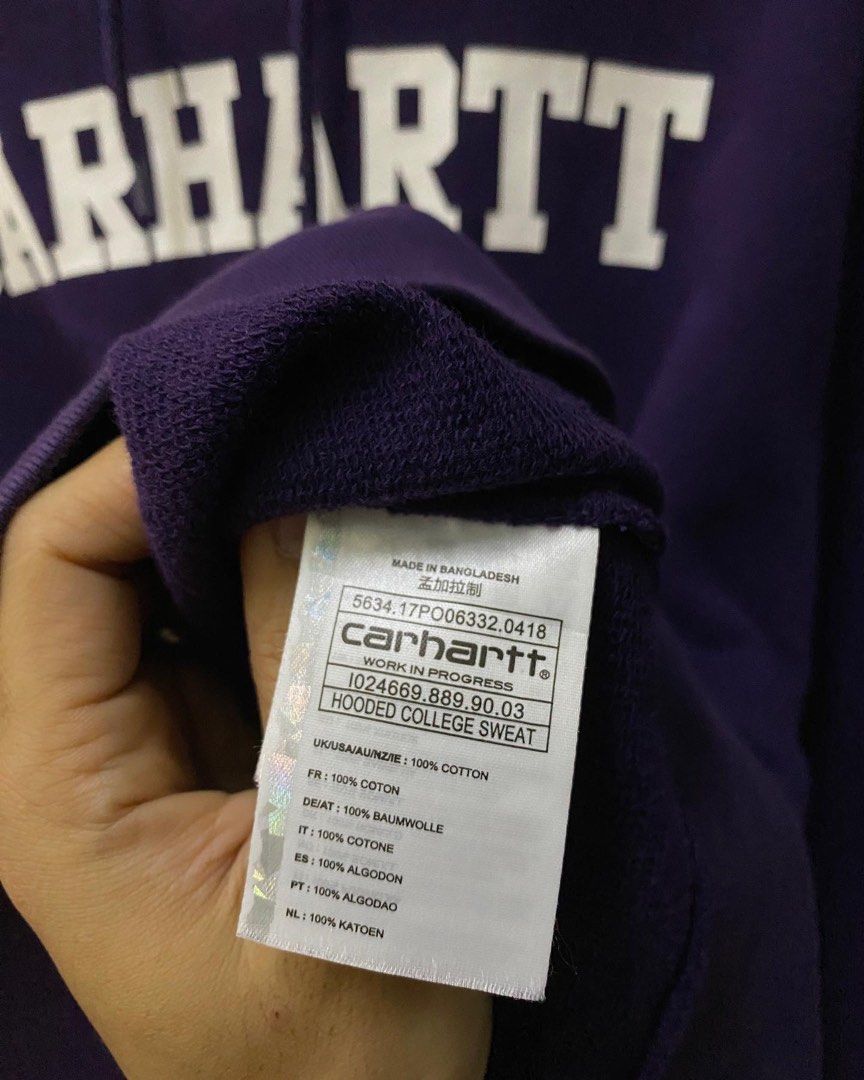 ARHARTT
MADE IN BANGLADESH
孟加拉制
5634.17PO06332.0418
carhartt®
WORK IN PROGRESS
I024669.889.90.03
HOODED COLLEGE SWEAT
UK/USA/AU/NZ/IE : 100% COTTON
FR : 100% COTON
DE/AT : 100% BAUMWOLLE
IT : 100% COTONE
ES : 100% ALGODON
PT : 100% ALGODAO
NL : 100% KATOEN